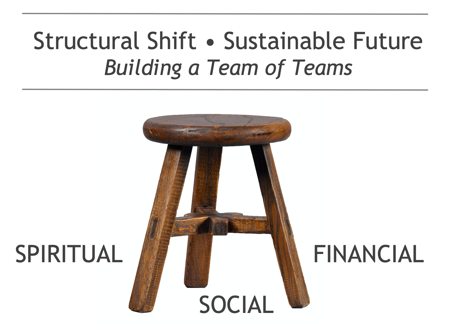 Structural Shift • Sustainable Future
Building a Team of Teams
SPIRITUAL
FINANCIAL
SOCIAL